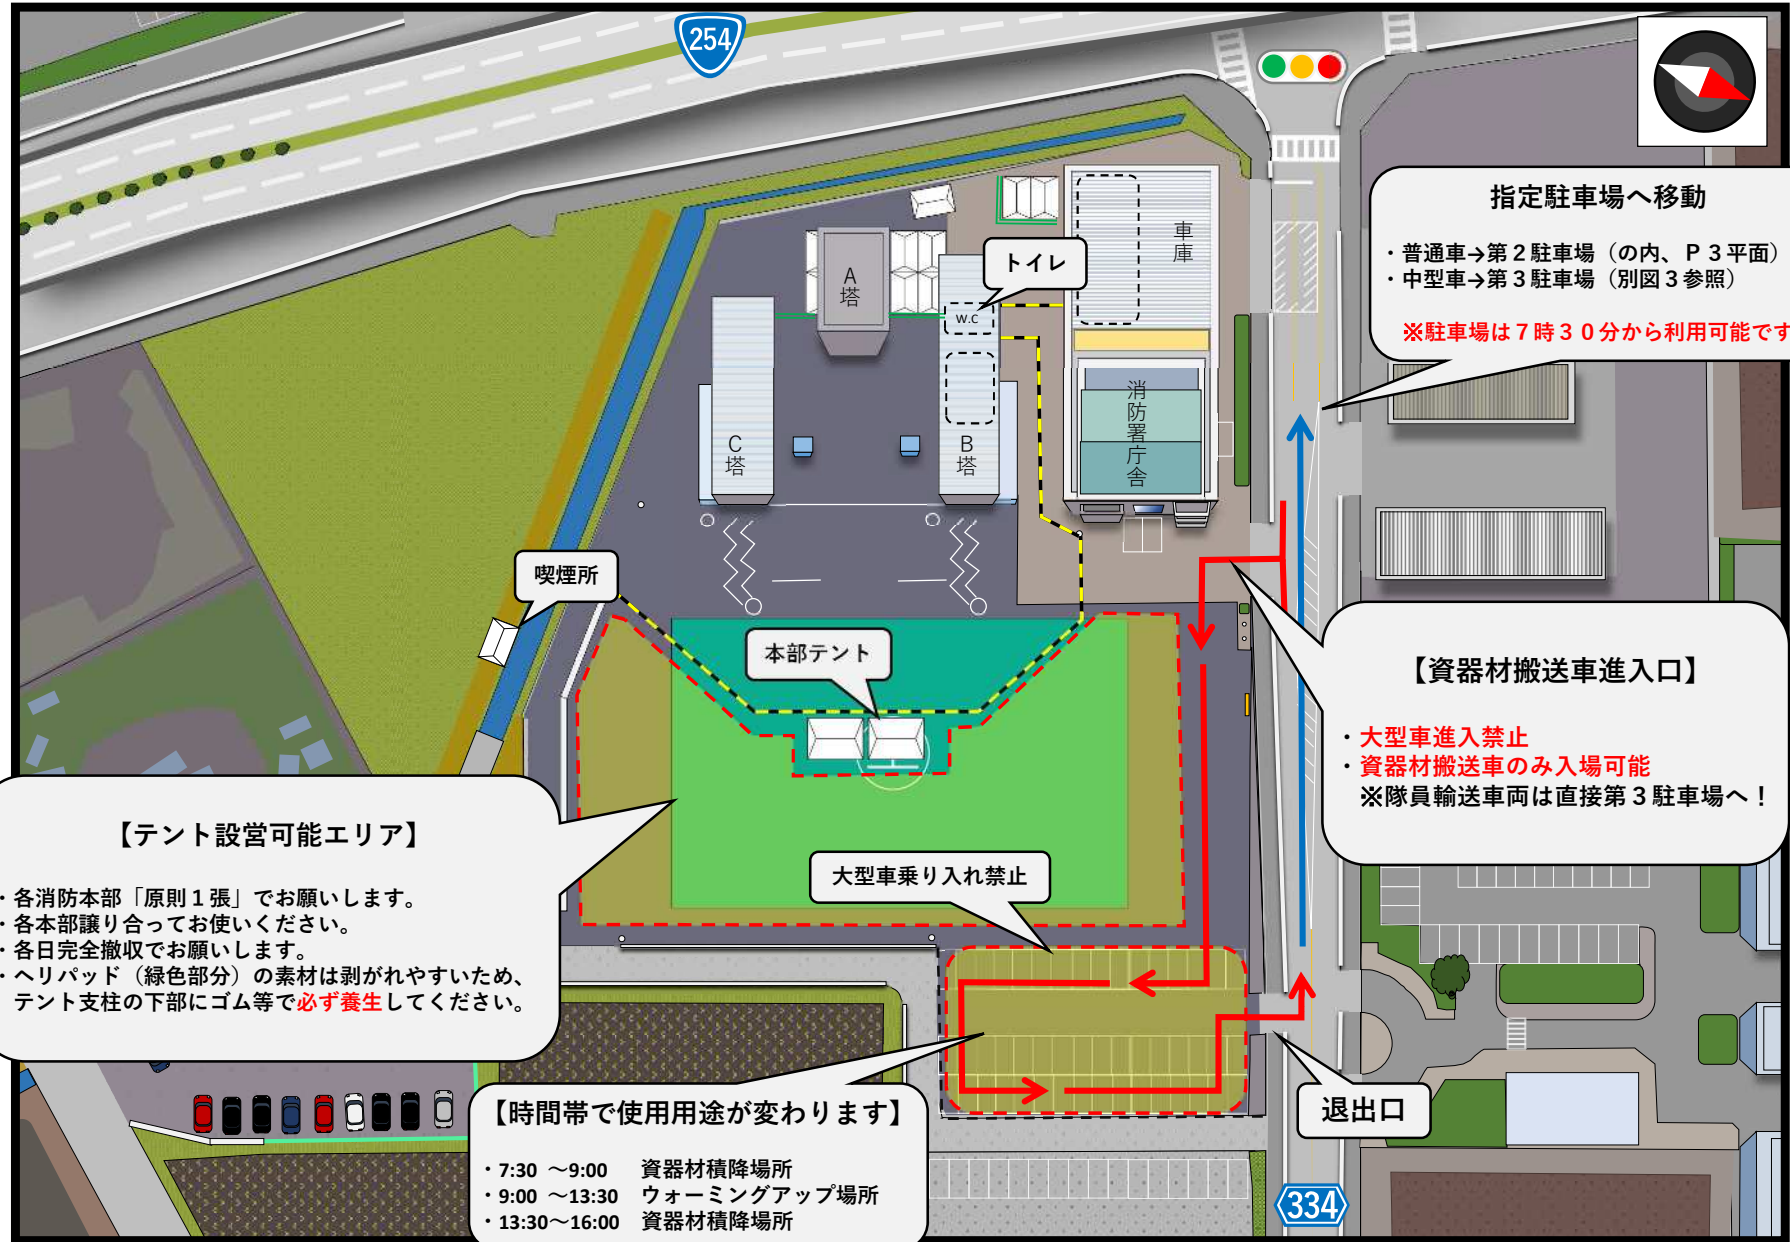 254
指定駐車場へ移動
・普通車→第２駐車場（の内、Ｐ３平面）
・中型車→第３駐車場（別図３参照）
※駐車場は７時３０分から利用可能です
車庫
トイレ
A塔
w.c
消防署庁舎
C塔
B塔
喫煙所
本部テント
【資器材搬送車進入口】
・大型車進入禁止
・資器材搬送車のみ入場可能
※隊員輸送車両は直接第３駐車場へ！
【テント設営可能エリア】
・各消防本部「原則１張」でお願いします。
・各本部譲り合ってお使いください。
・各日完全撤収でお願いします。
・ヘリパッド（緑色部分）の素材は剥がれやすいため、
テント支柱の下部にゴム等で必ず養生してください。
大型車乗り入れ禁止
【時間帯で使用用途が変わります】
・7:30 ～9:00 資器材積降場所
・9:00 ～13:30 ウォーミングアップ場所
・13:30～16:00 資器材積降場所
退出口
334